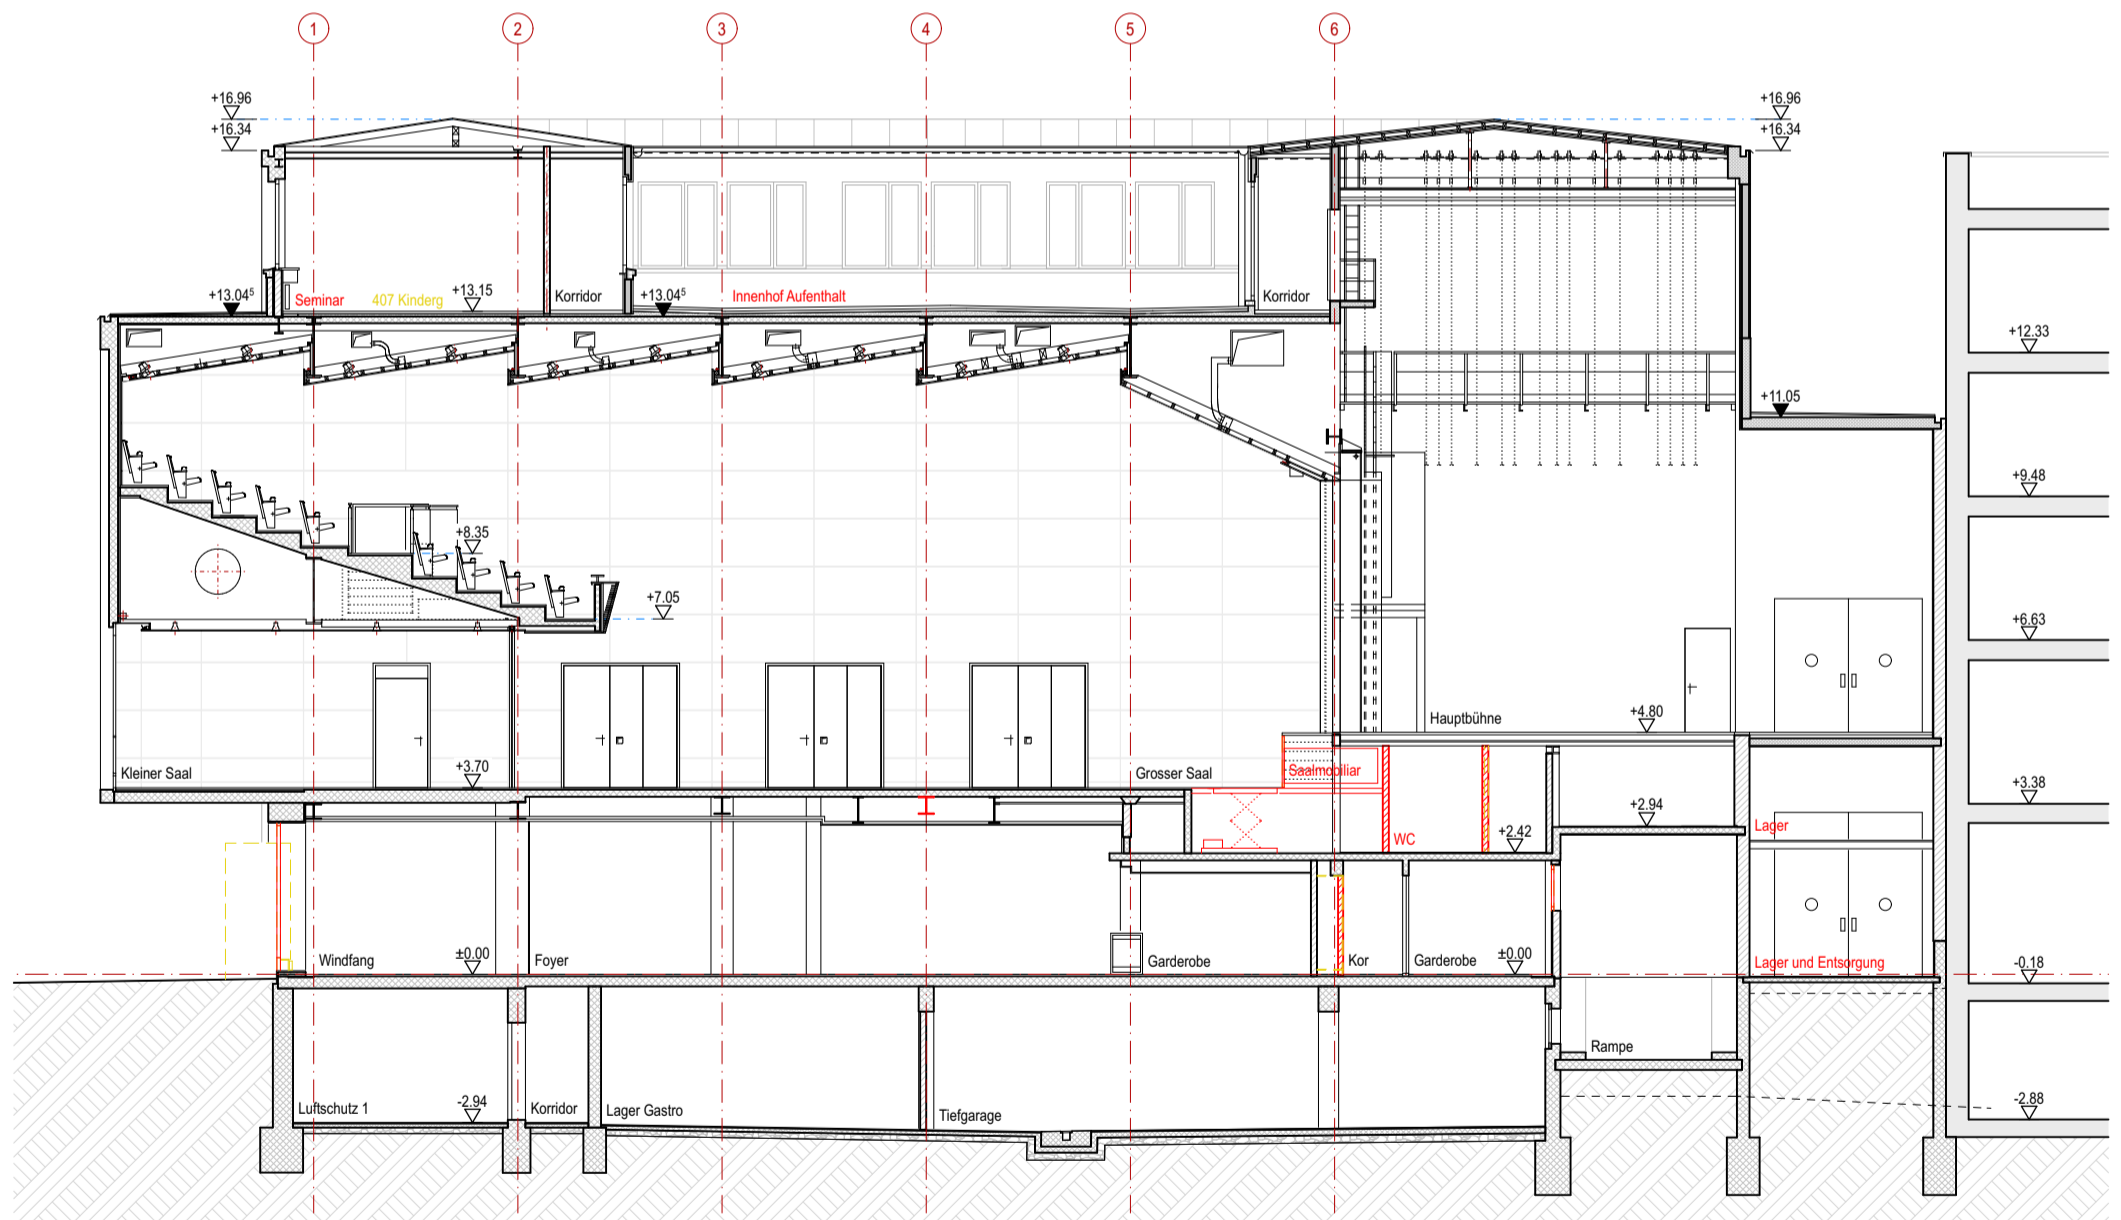 1 2 3 4 5 6
+16.96 +16.96
+16.34 +16.34
+13.04⁵ Seminar 407 Kinderg +13.15 Korridor +13.04⁵ Innenhof Aufenthalt Korridor
+12.33
+11.05
+9.48
+8.35
+7.05
+6.63
Hauptbühne +4.80
Kleiner Saal +3.70 Grosser Saal Saalmobiliar
+3.38
+2.94
WC +2.42 Lager
Windfang ±0.00 Foyer Garderobe Kor Garderobe ±0.00 Lager und Entsorgung -0.18
Rampe
Luftschutz 1 -2.94 Korridor Lager Gastro Tiefgarage -2.88